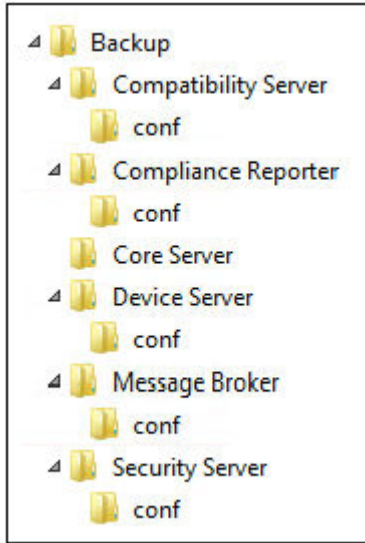 Backup
Compatibility Server
conf
Compliance Reporter
conf
Core Server
Device Server
conf
Message Broker
conf
Security Server
conf